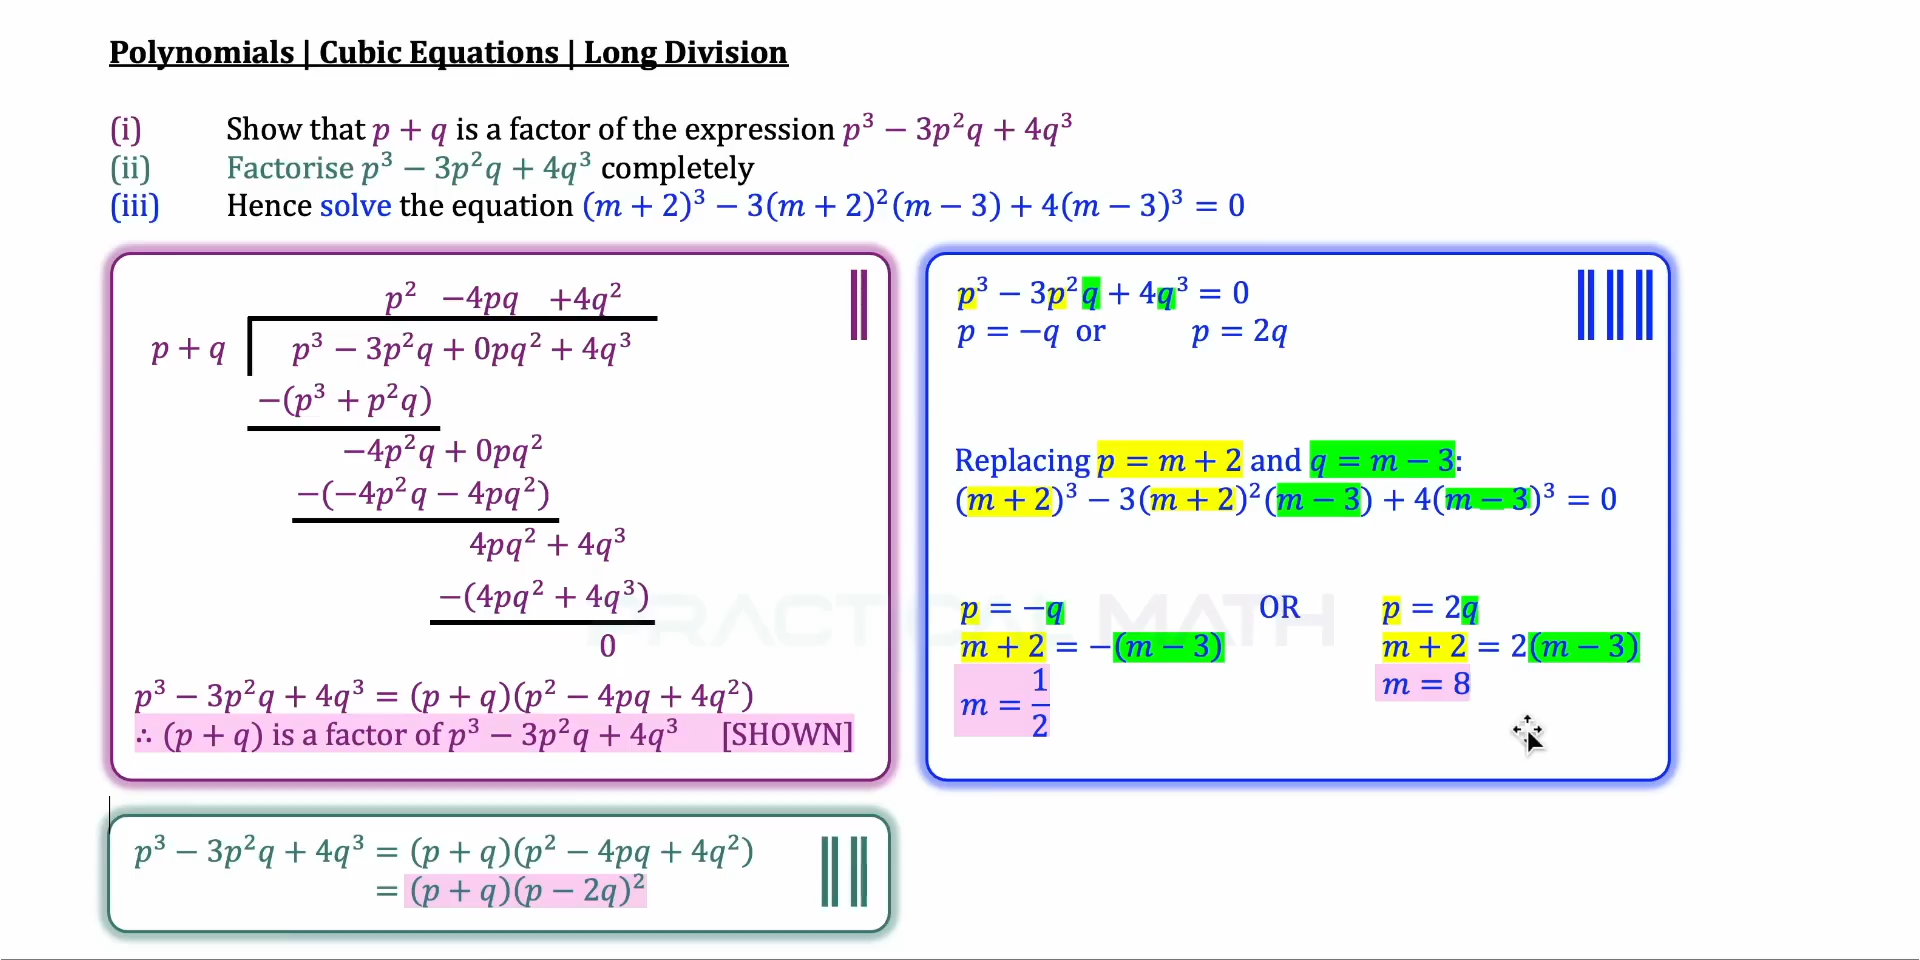 Polynomials | Cubic Equations | Long Division
(i) Show that p + q is a factor of the expression p³ − 3p²q + 4q³
(ii) Factorise p³ − 3p²q + 4q³ completely
(iii) Hence solve the equation (m + 2)³ − 3(m + 2)²(m − 3) + 4(m − 3)³ = 0
p² −4pq +4q²
p + q p³ − 3p²q + 0pq² + 4q³
−(p³ + p²q)
−4p²q + 0pq²
−(−4p²q − 4pq²)
4pq² + 4q³
−(4pq² + 4q³)
0
p³ − 3p²q + 4q³ = (p + q)(p² − 4pq + 4q²)
∴ (p + q) is a factor of p³ − 3p²q + 4q³ [SHOWN]
p³ − 3p²q + 4q³ = (p + q)(p² − 4pq + 4q²)
= (p + q)(p − 2q)²
p³ − 3p²q + 4q³ = 0
p = −q or p = 2q
Replacing p = m + 2 and q = m − 3:
(m + 2)³ − 3(m + 2)²(m − 3) + 4(m − 3)³ = 0
p = −q OR p = 2q
m + 2 = −(m − 3) m + 2 = 2(m − 3)
m = 1/2 m = 8
PRACTICAL MATH